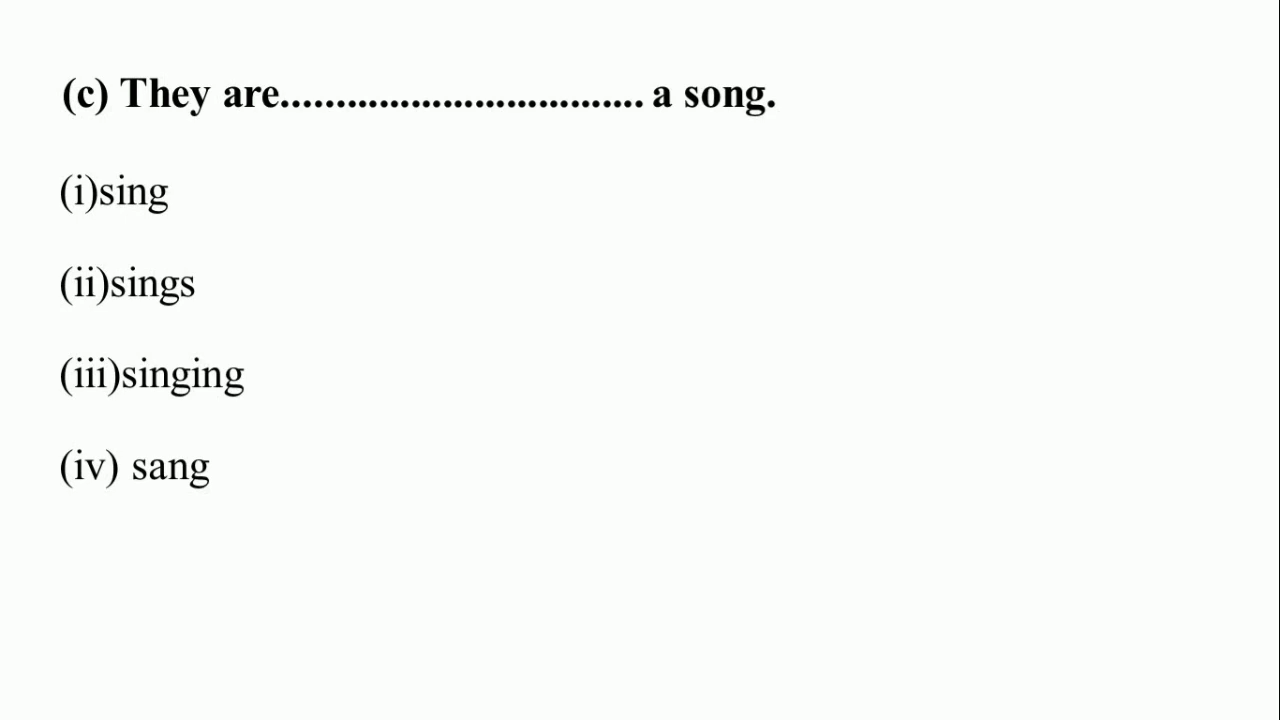 (c) They are................................... a song.
(i)sing
(ii)sings
(iii)singing
(iv) sang